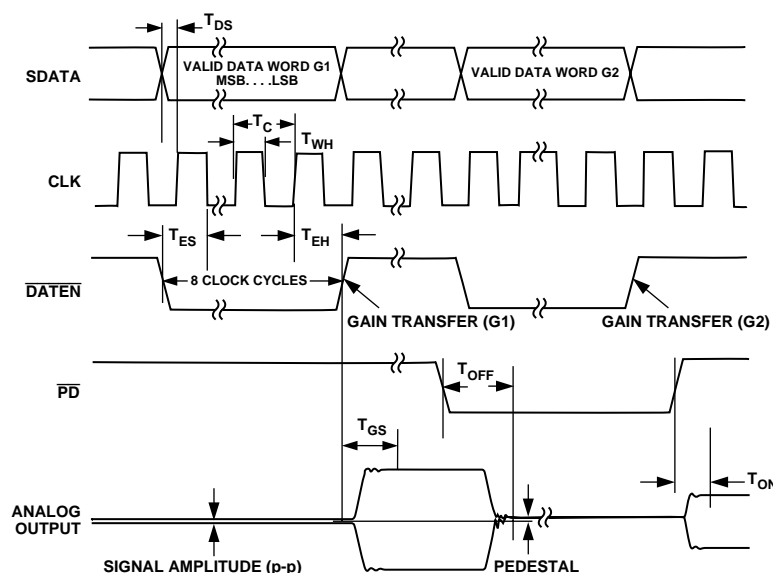 T_DS
SDATA
VALID DATA WORD G1
MSB. . . .LSB
VALID DATA WORD G2
T_C
T_WH
CLK
T_ES
T_EH
DATEN
8 CLOCK CYCLES
GAIN TRANSFER (G1)
GAIN TRANSFER (G2)
PD
T_OFF
T_GS
T_ON
ANALOG
OUTPUT
SIGNAL AMPLITUDE (p-p)
PEDESTAL